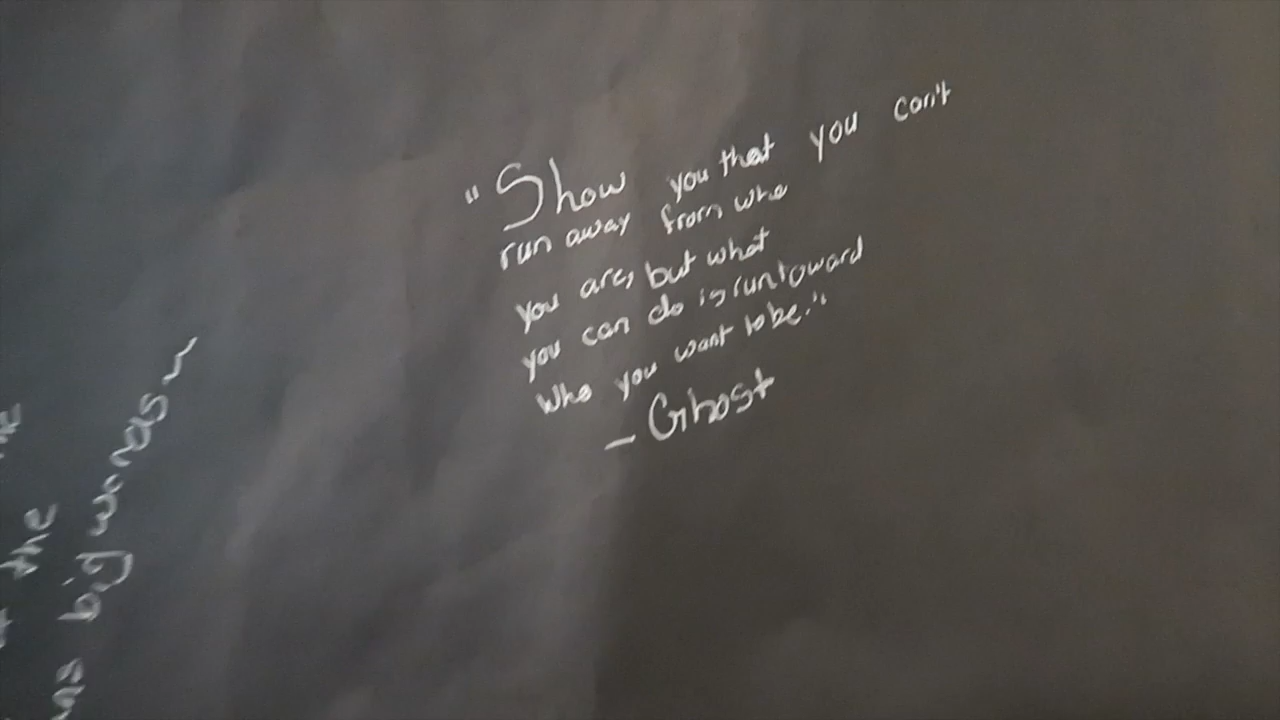 "Show you that you can't
run away from who
you are, but what
you can do is run toward
who you want to be."
- Ghost
the
big words